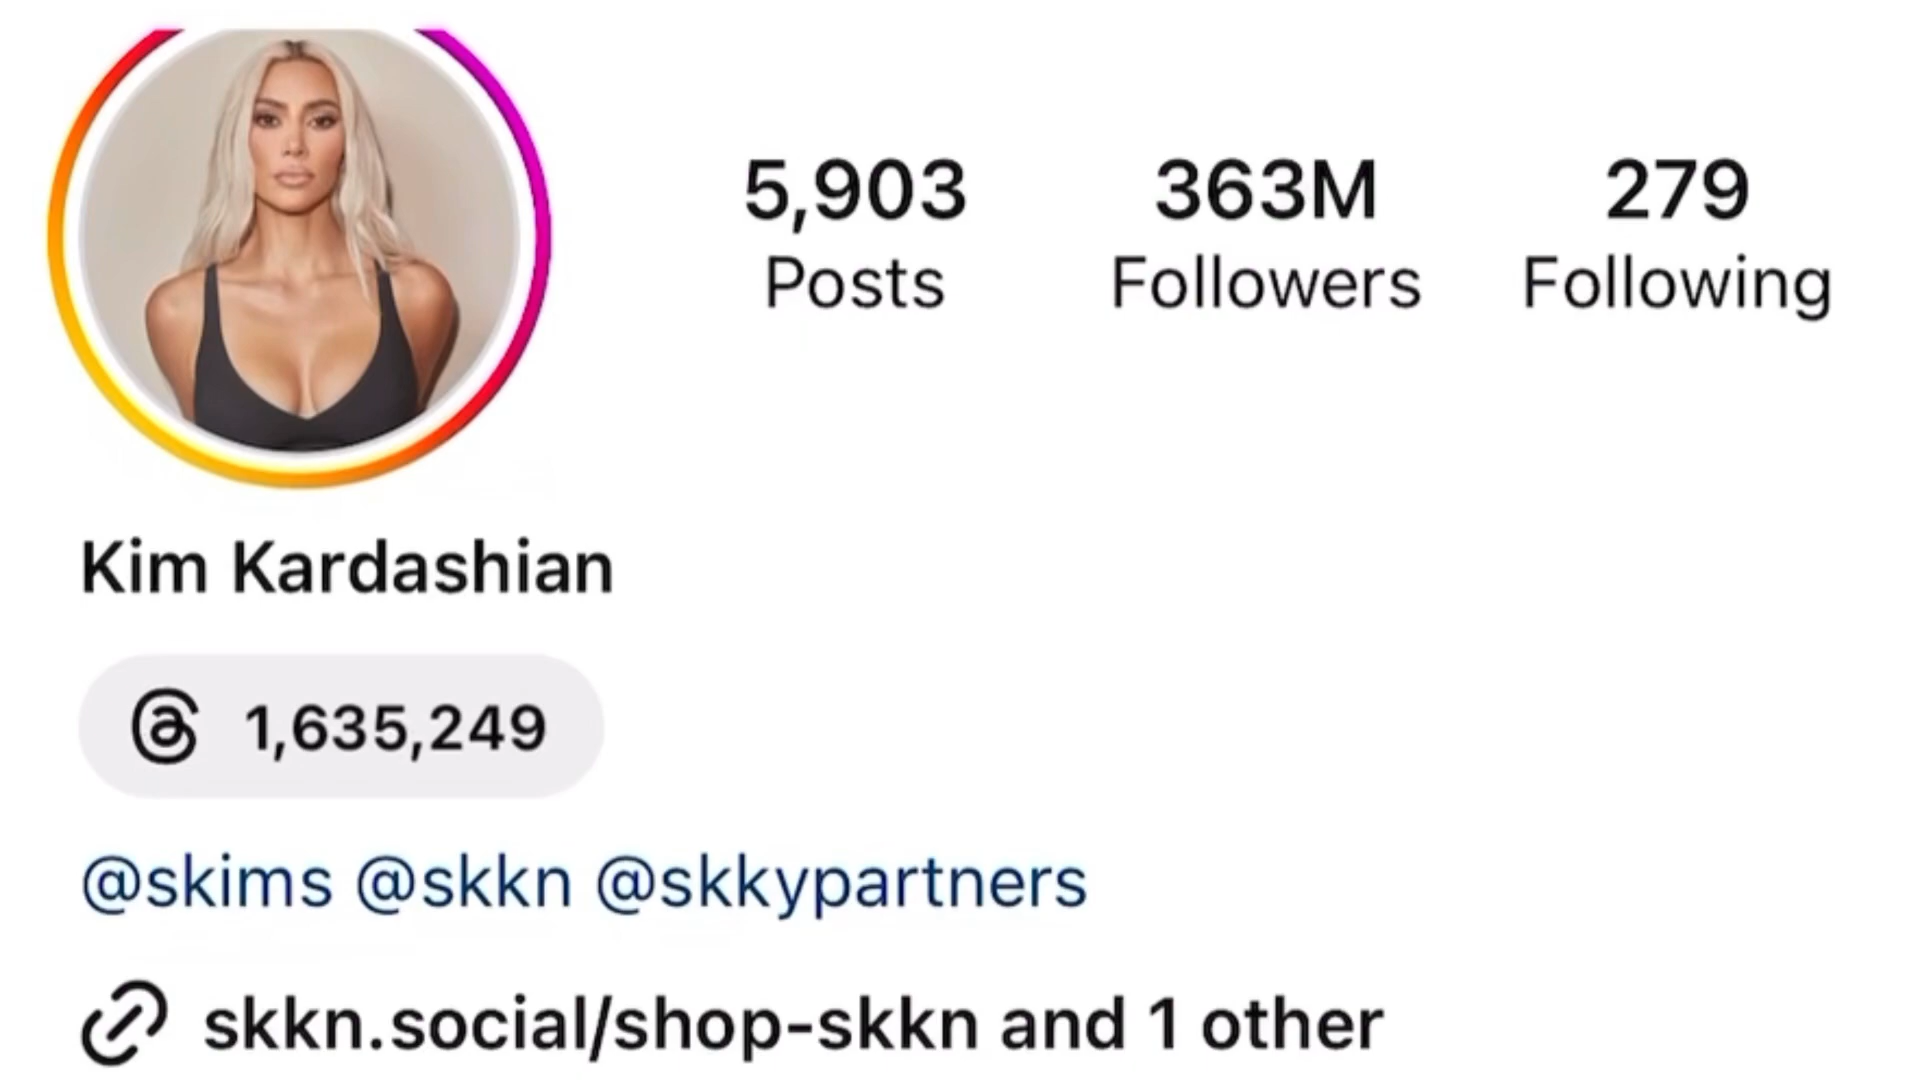 5,903 363M 279
Posts Followers Following
Kim Kardashian
1,635,249
@skims @skkn @skkypartners
skkn.social/shop-skkn and 1 other